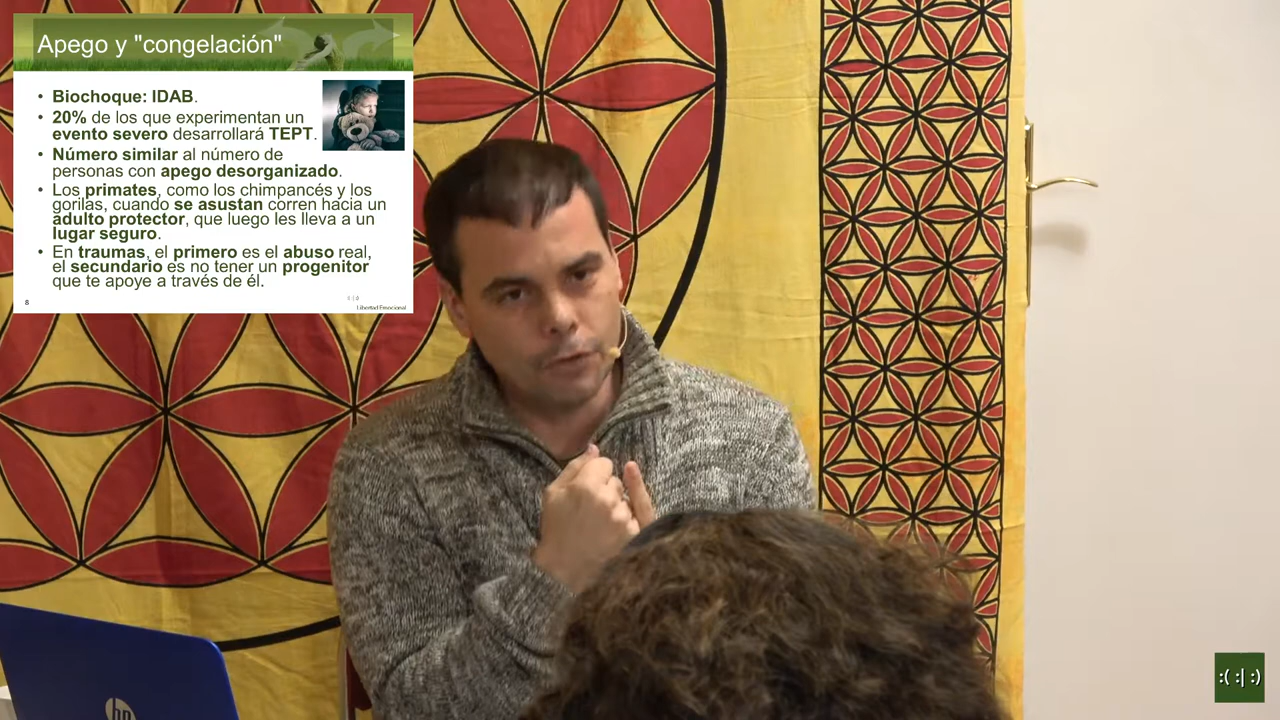 Apego y "congelación"
• Biochoque: IDAB.
• 20% de los que experimentan un
evento severo desarrollará TEPT.
• Número similar al número de
personas con apego desorganizado.
• Los primates, como los chimpancés y los
gorilas, cuando se asustan corren hacia un
adulto protector, que luego les lleva a un
lugar seguro.
• En traumas, el primero es el abuso real,
el secundario es no tener un progenitor
que te apoye a través de él.
8
Libertad Emocional
hp
:( :| :)